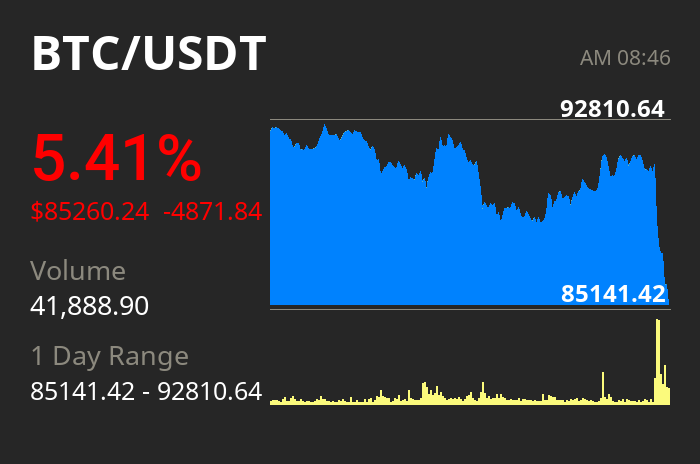 BTC/USDT
AM 08:46
92810.64
5.41%
$85260.24 -4871.84
Volume
41,888.90
85141.42
1 Day Range
85141.42 - 92810.64